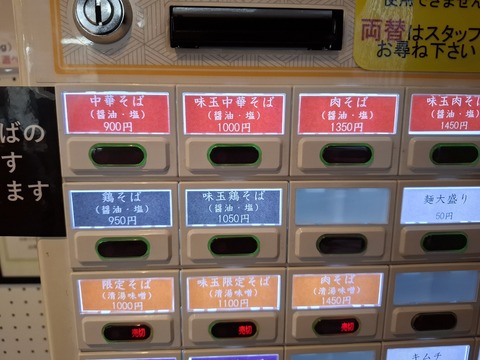 使用できません
両替はスタッフ
お尋ね下さい
中華そば
(醤油・塩)
900円
味玉中華そば
(醤油・塩)
1000円
肉そば
(醤油・塩)
1350円
味玉肉そば
(醤油・塩)
1450円
ばの
す
ます
鶏そば
(醤油・塩)
950円
味玉鶏そば
(醤油・塩)
1050円
麺大盛り
50円
限定そば
(清湯味噌)
1000円
売切
味玉限定そば
(清湯味噌)
1100円
売切
肉そば
(清湯味噌)
1450円
売切
キムチ